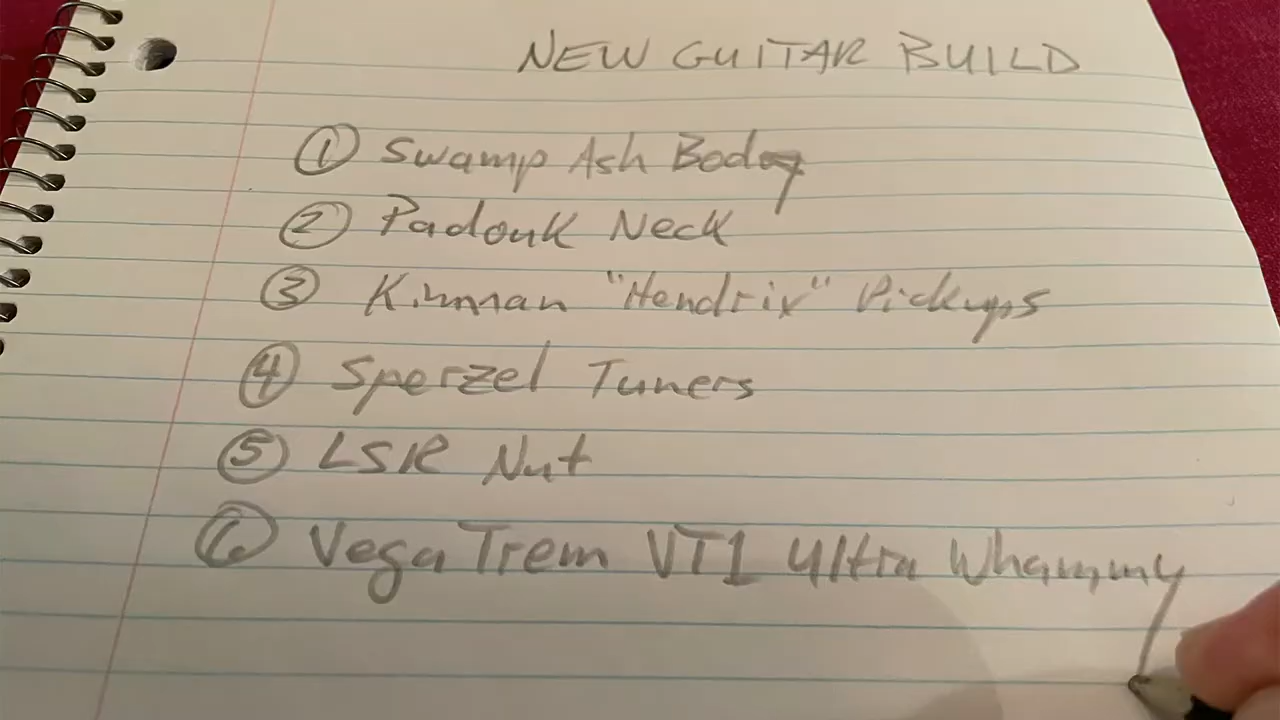 NEW GUITAR BUILD
① Swamp Ash Body
② Padouk Neck
③ Kinman "Hendrix" Pickups
④ Sperzel Tuners
⑤ LSR Nut
⑥ VegaTrem VT1 Ultra Whammy